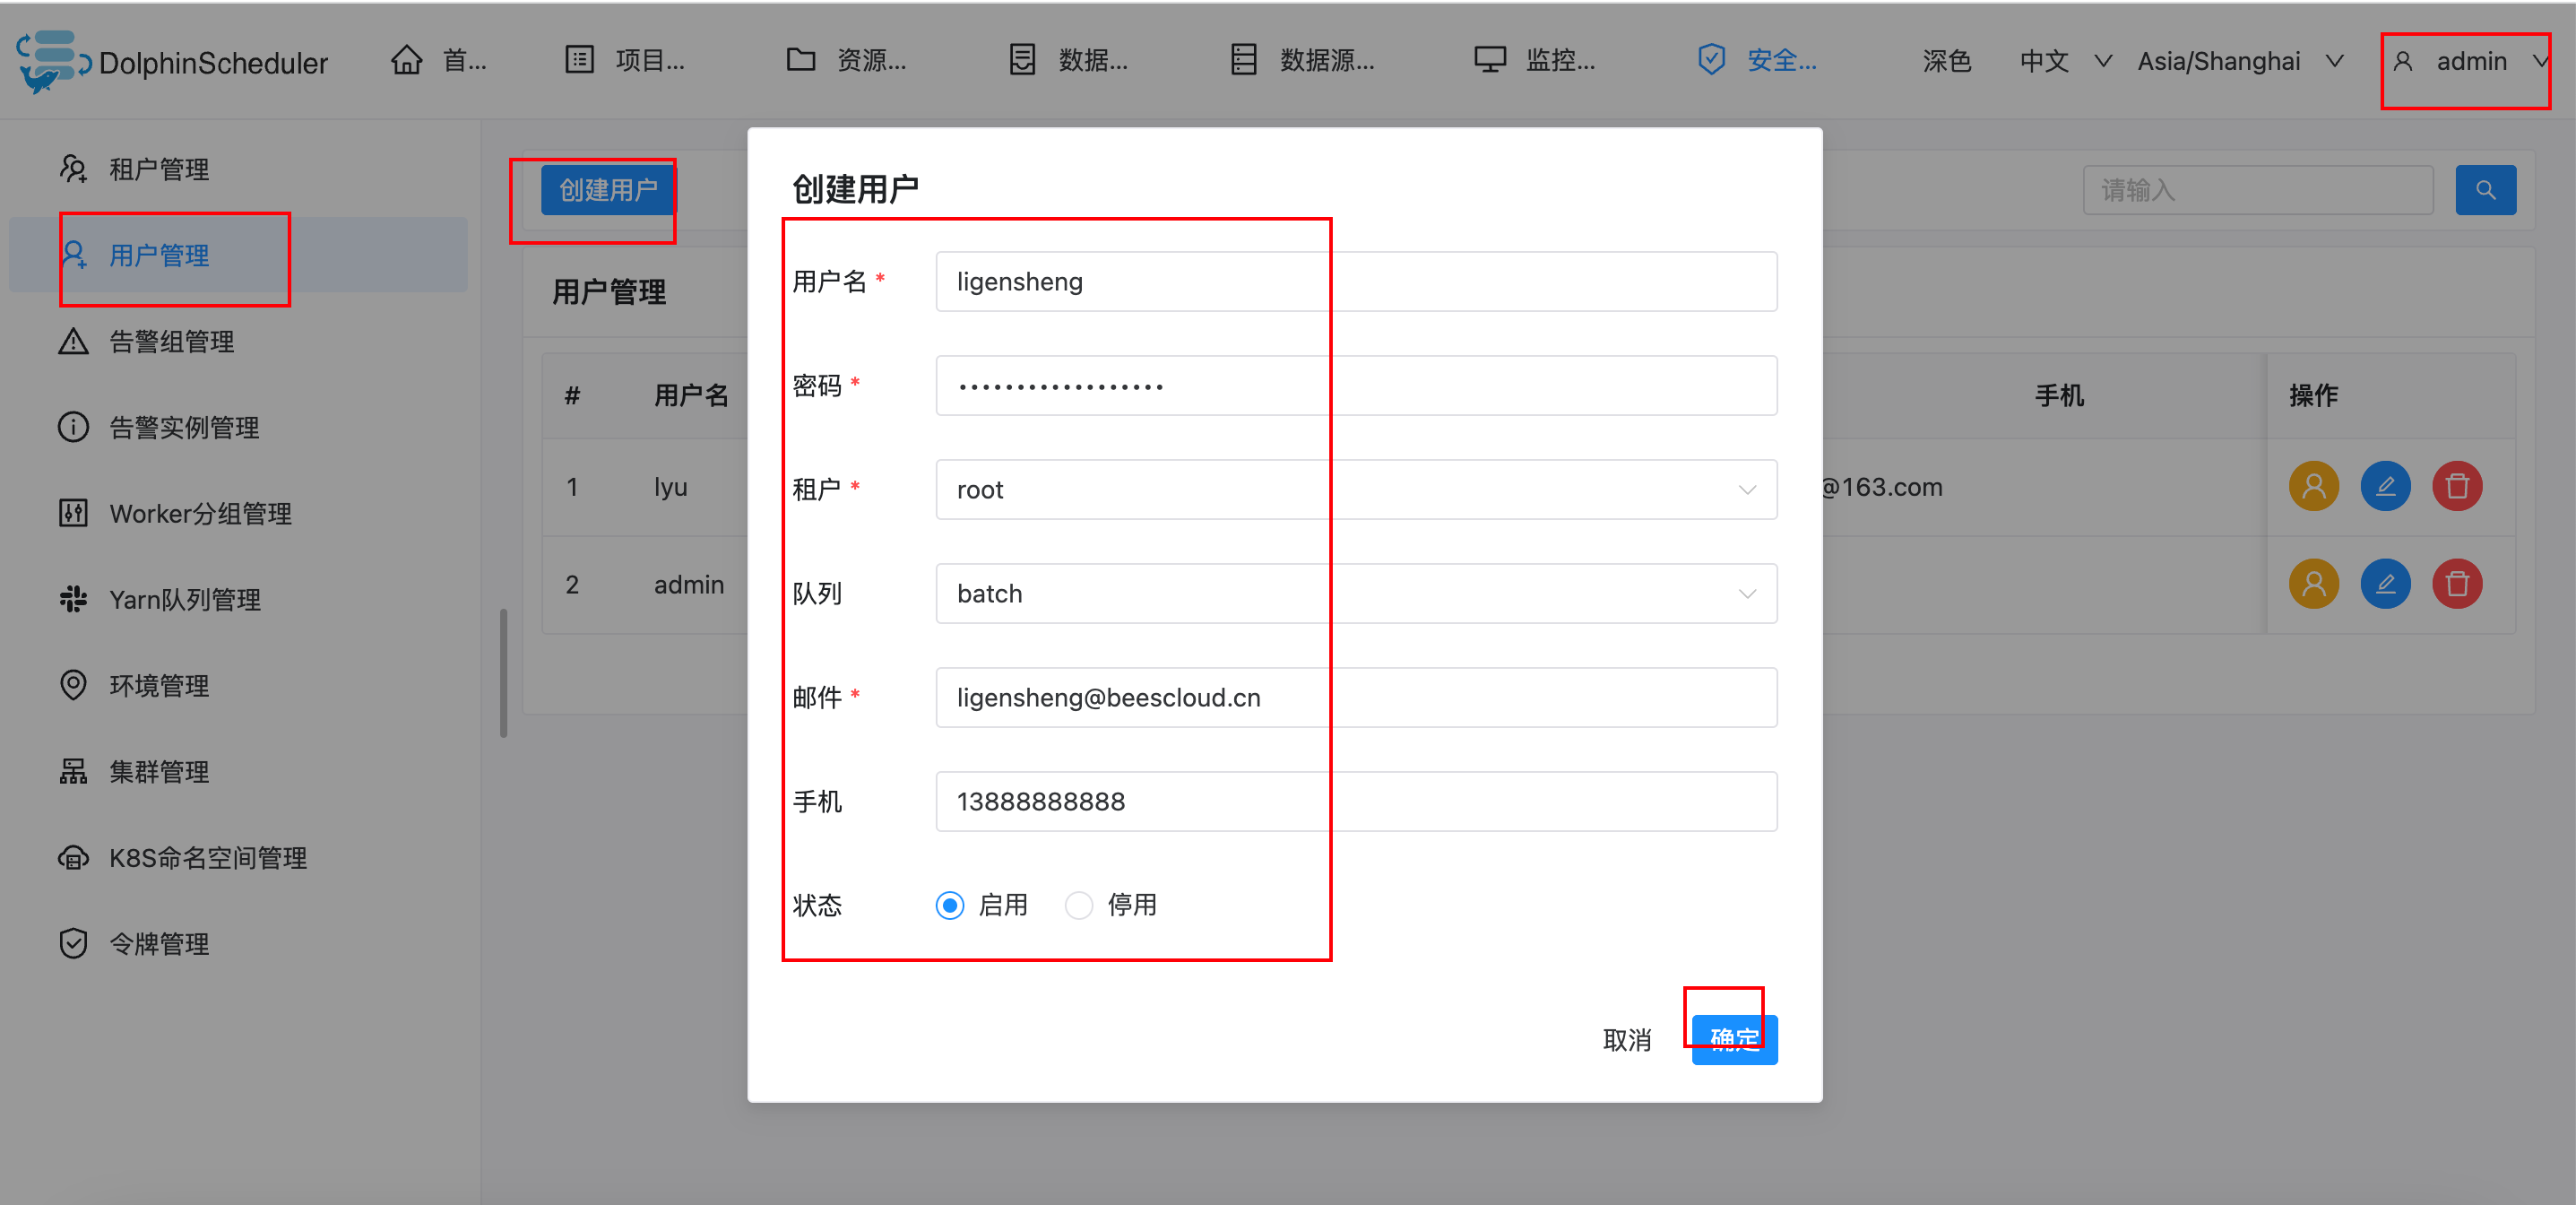 DolphinScheduler 首... 项目... 资源... 数据... 数据源... 监控... 安全... 深色 中文 Asia/Shanghai admin
租户管理
用户管理
告警组管理
告警实例管理
Worker分组管理
Yarn队列管理
环境管理
集群管理
K8S命名空间管理
令牌管理
创建用户
请输入
用户管理
# 用户名 手机 操作
1 lyu @163.com
2 admin
创建用户
用户名 * ligensheng
密码 * ••••••••••••••••••
租户 * root
队列 batch
邮件 * ligensheng@beescloud.cn
手机 13888888888
状态 启用 停用
取消 确定